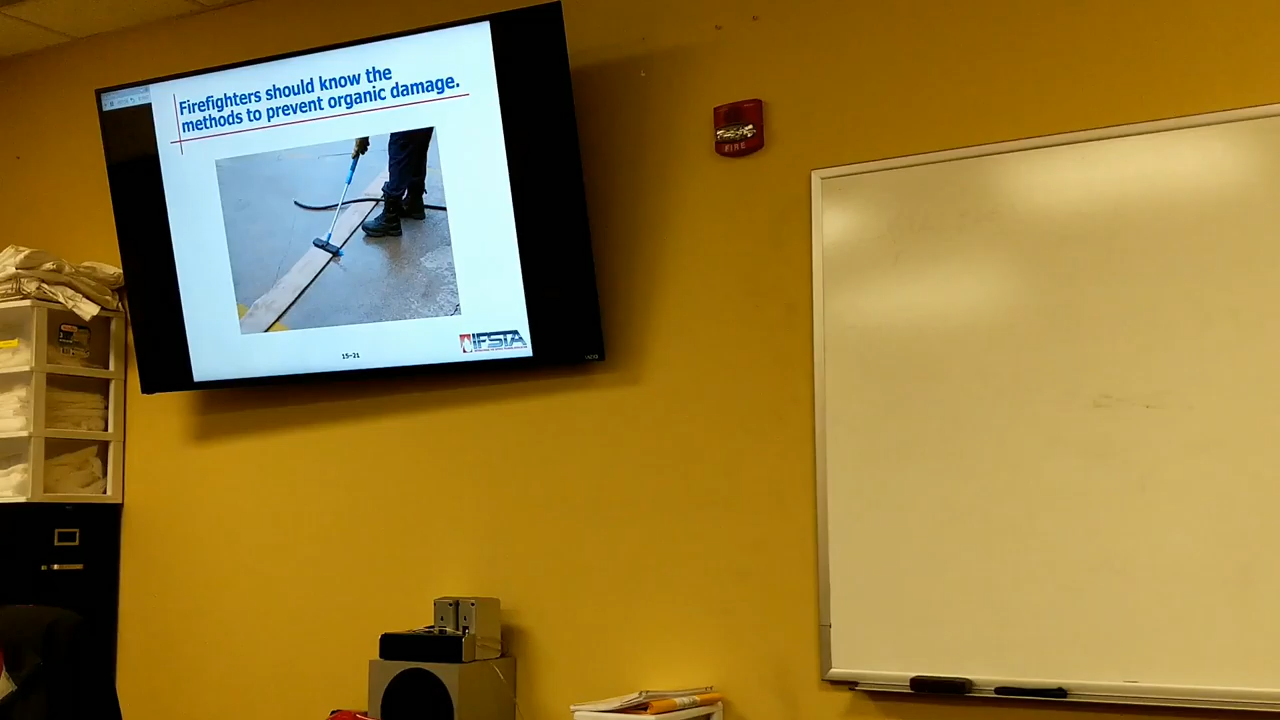 Firefighters should know the
methods to prevent organic damage.
IFSTA
15-21
FIRE